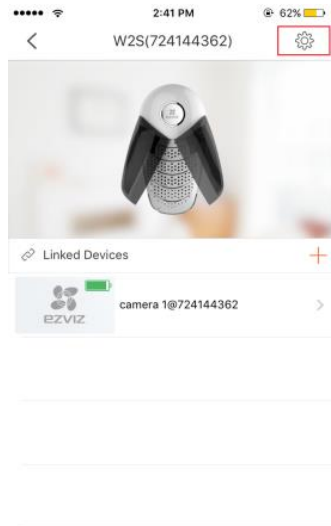 2:41 PM
62%
W2S(724144362)
Linked Devices
camera 1@724144362
ezviz